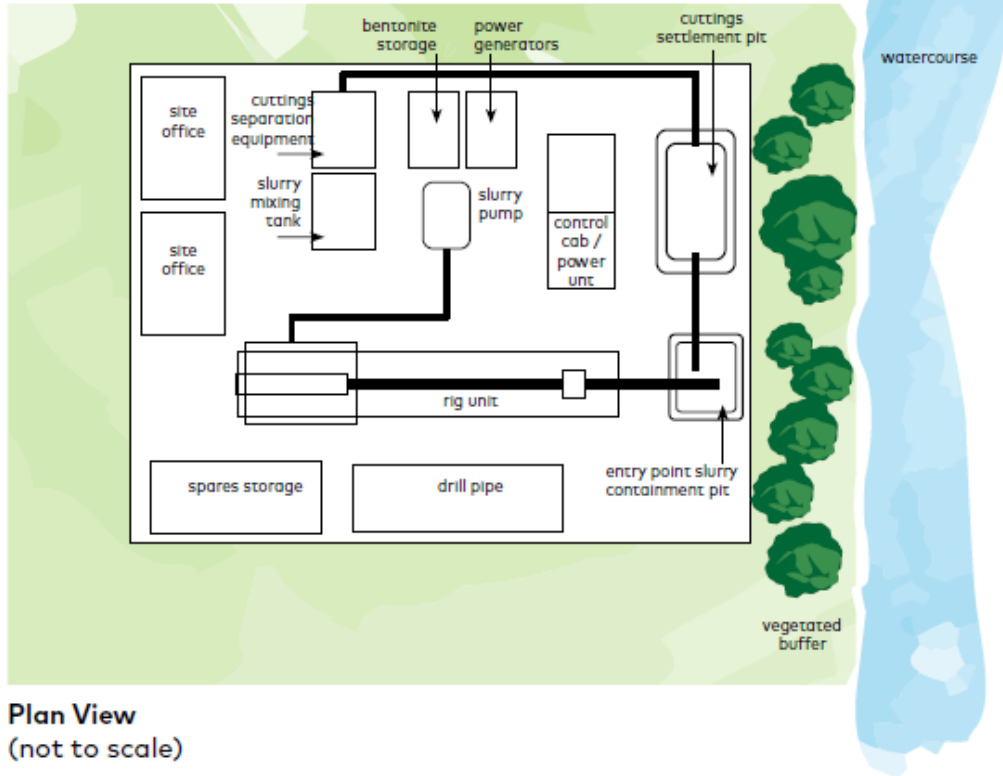 bentonite
storage
power
generators
cuttings
settlement pit
watercourse
site
office
cuttings
separation
equipment
slurry
mixing
tank
slurry
pump
control
cab /
power
unt
site
office
rig unit
spares storage
drill pipe
entry point slurry
containment pit
vegetated
buffer
Plan View
(not to scale)